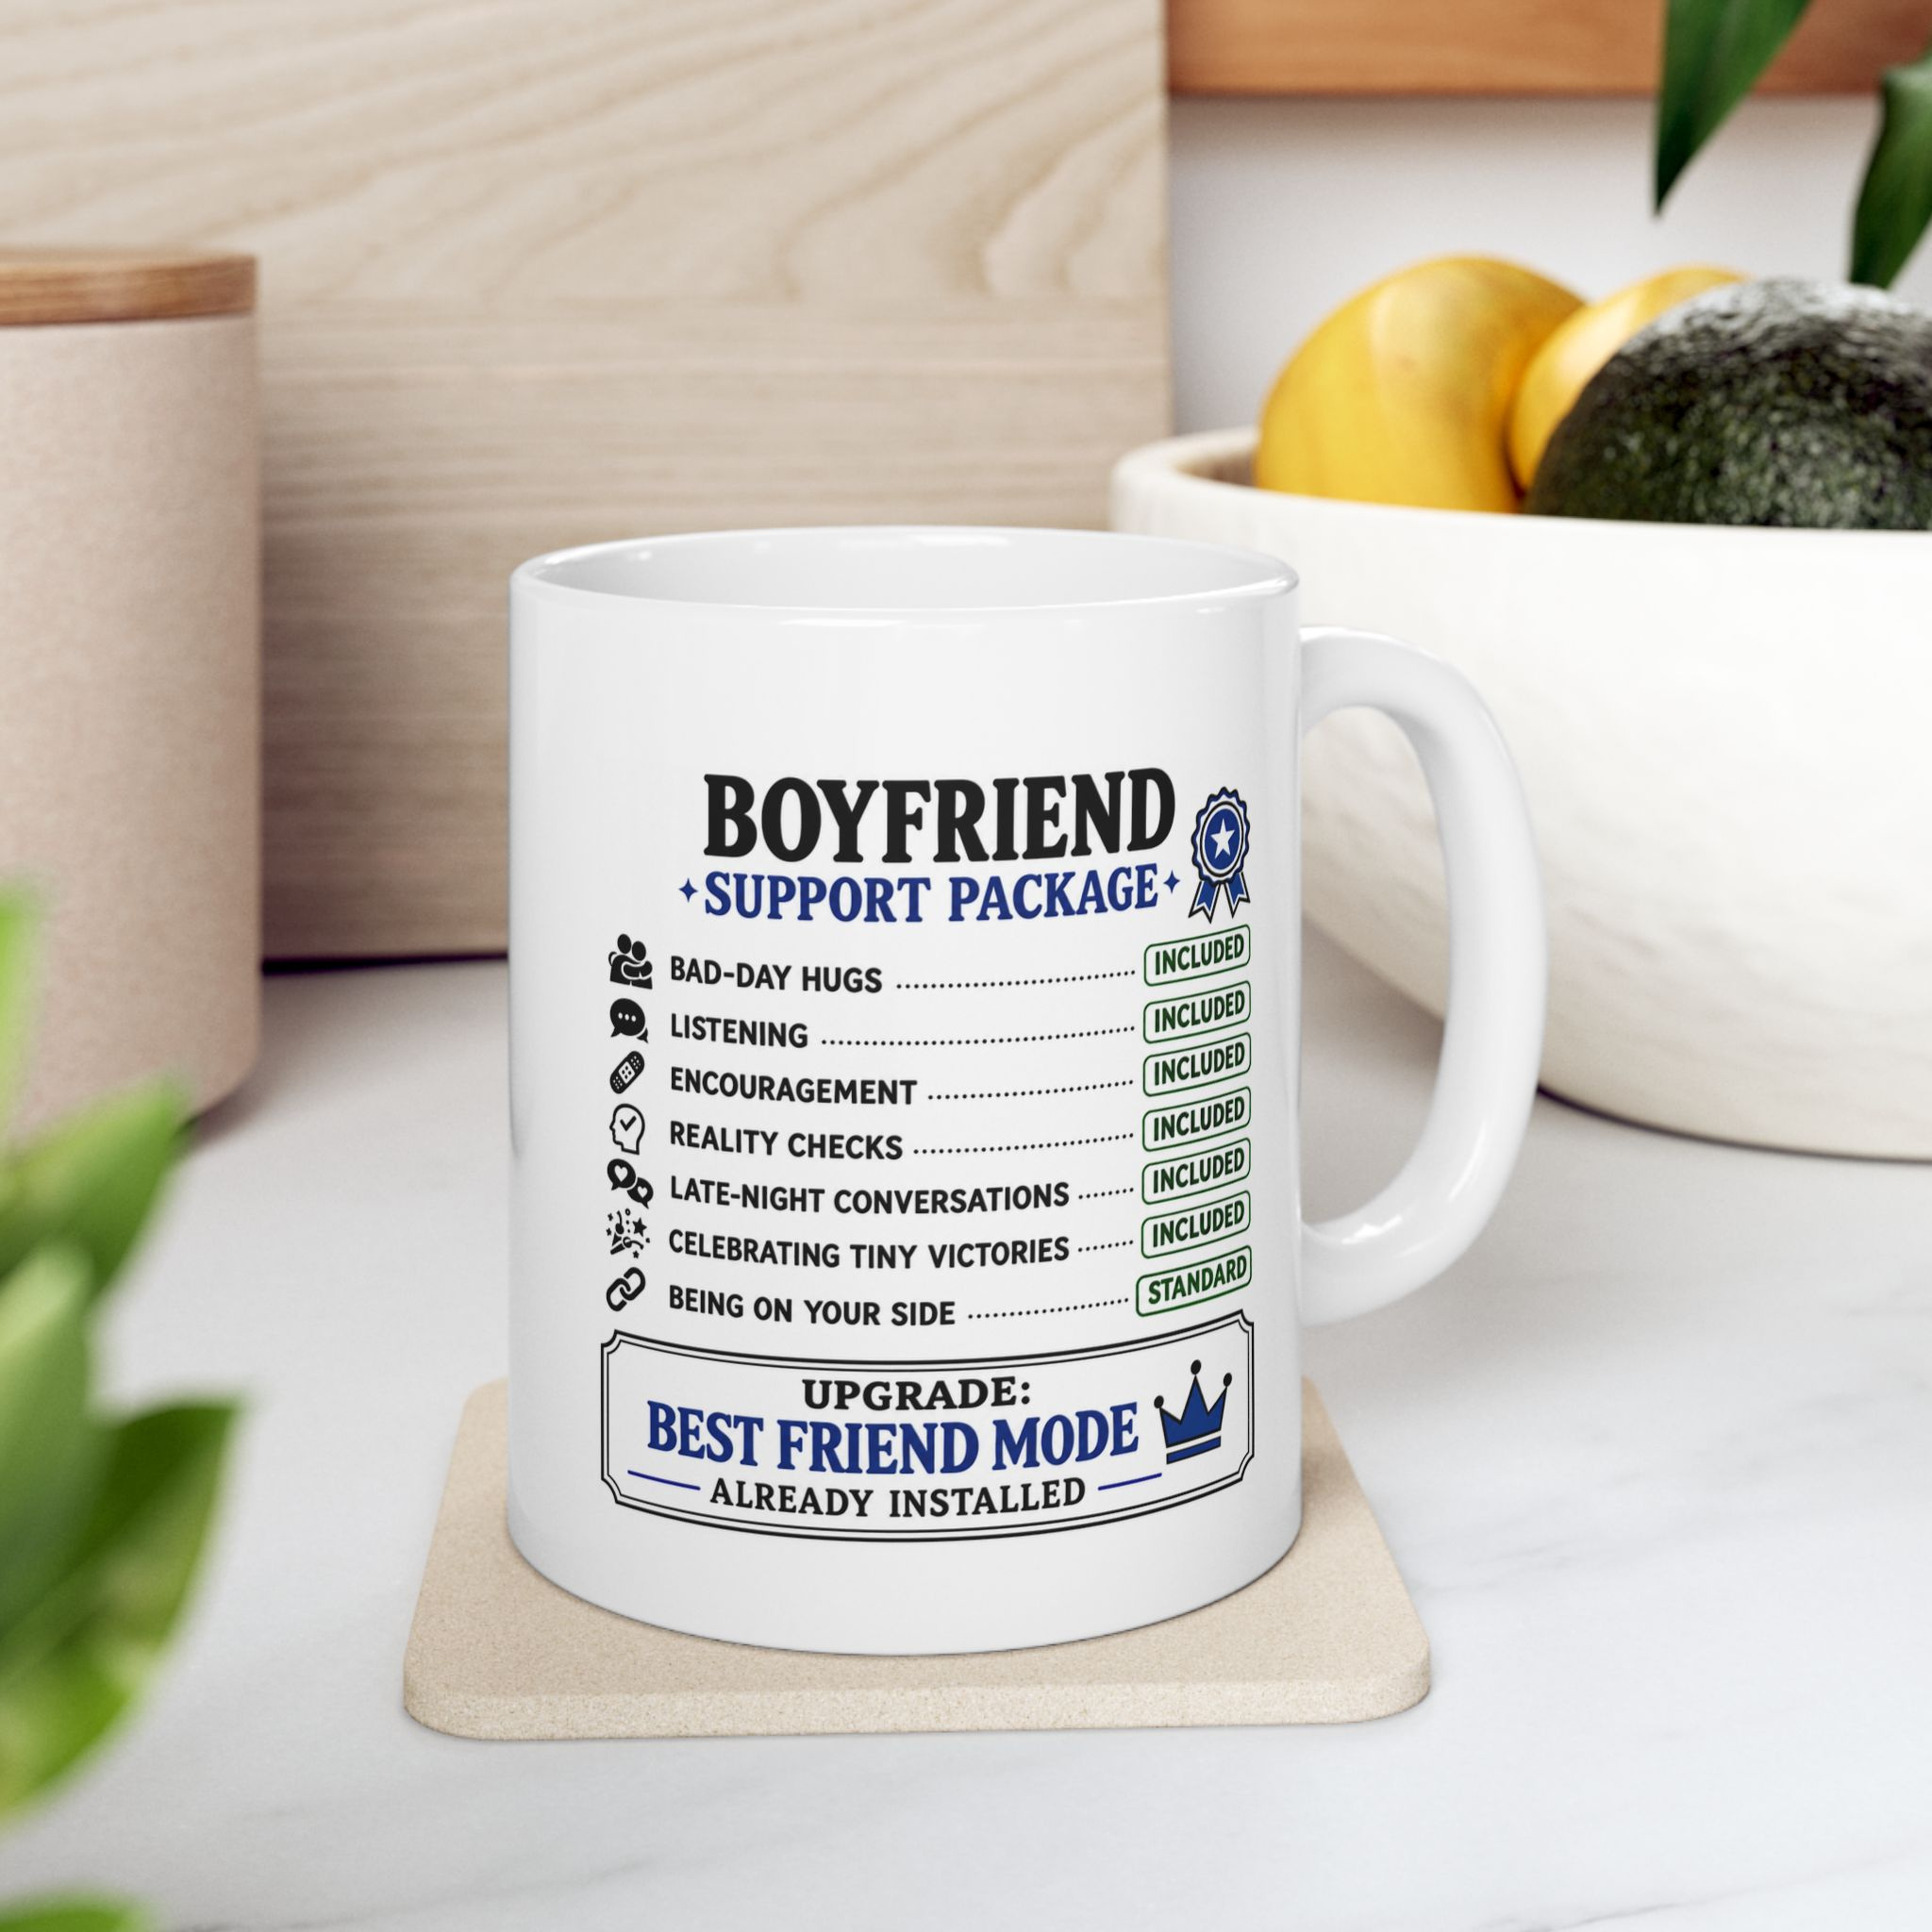 BOYFRIEND
SUPPORT PACKAGE
BAD-DAY HUGS ........................ INCLUDED
LISTENING ........................ INCLUDED
ENCOURAGEMENT ........................ INCLUDED
REALITY CHECKS ........................ INCLUDED
LATE-NIGHT CONVERSATIONS ........ INCLUDED
CELEBRATING TINY VICTORIES ........ INCLUDED
BEING ON YOUR SIDE .................... STANDARD
UPGRADE:
BEST FRIEND MODE
ALREADY INSTALLED